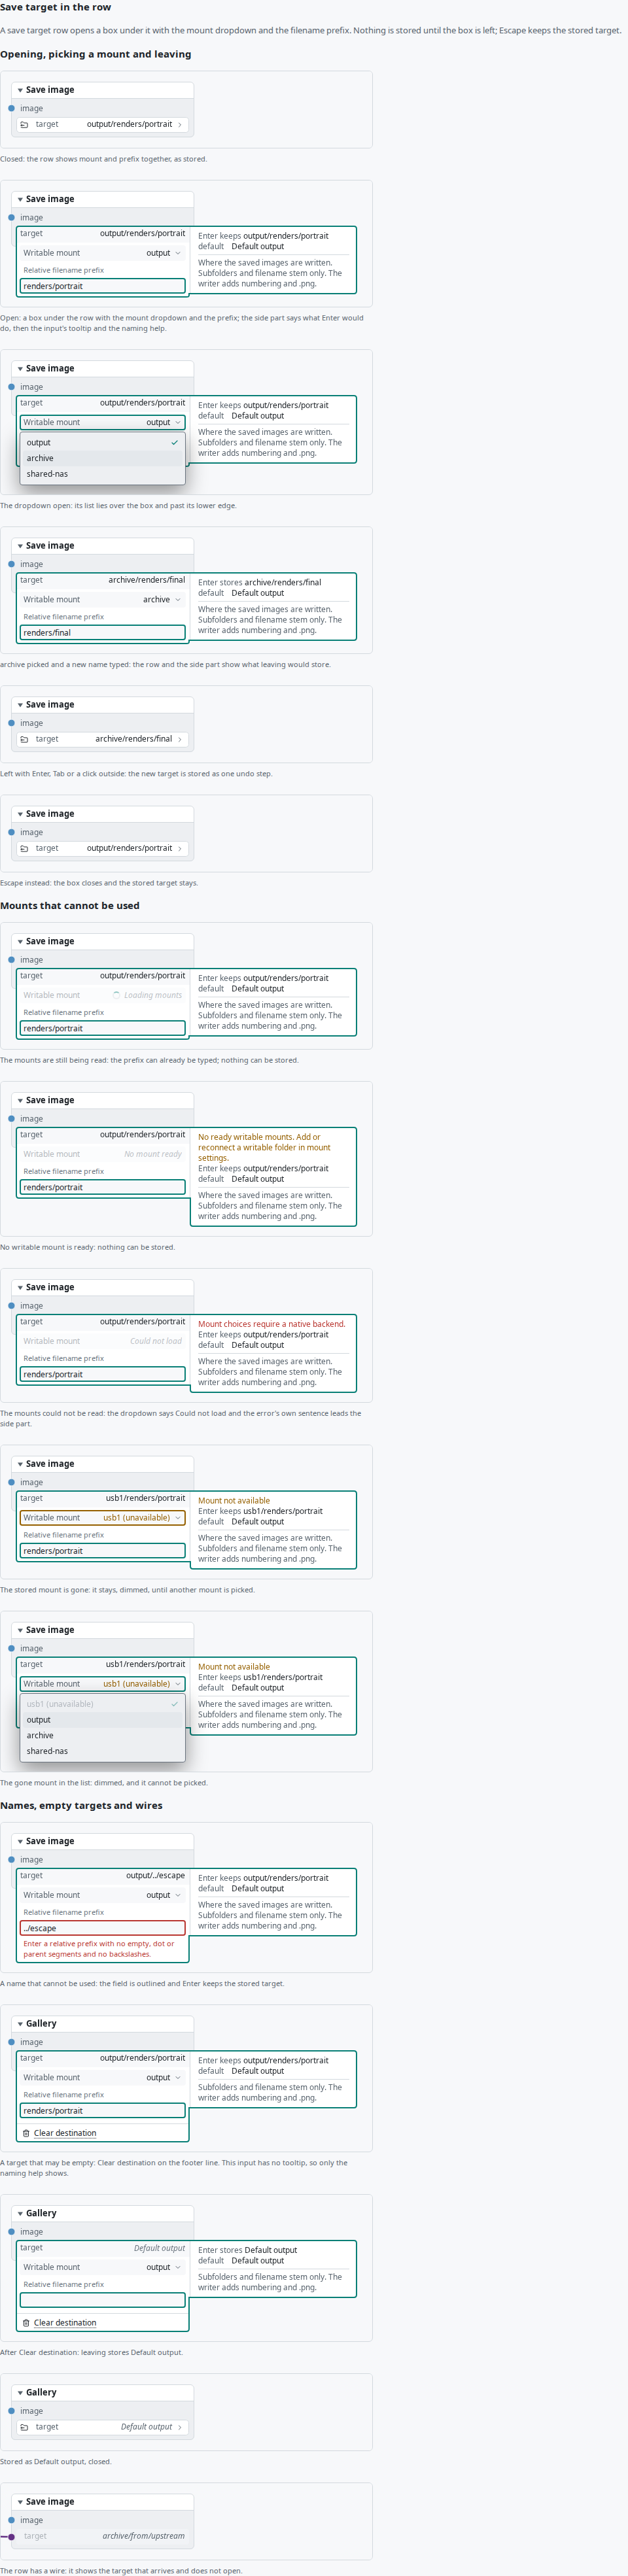 Save target in the row
A save target row opens a box under it with the mount dropdown and the filename prefix. Nothing is stored until the box is left; Escape keeps the stored target.
Opening, picking a mount and leaving
Save image
image
target output/renders/portrait
Closed: the row shows mount and prefix together, as stored.
Save image
image
target output/renders/portrait
Writable mount output
Relative filename prefix
renders/portrait
Enter keeps output/renders/portrait
default Default output
Where the saved images are written.
Subfolders and filename stem only. The
writer adds numbering and .png.
Open: a box under the row with the mount dropdown and the prefix; the side part says what Enter would
do, then the input's tooltip and the naming help.
Save image
image
target output/renders/portrait
Writable mount output
output
archive
shared-nas
Enter keeps output/renders/portrait
default Default output
Where the saved images are written.
Subfolders and filename stem only. The
writer adds numbering and .png.
The dropdown open: its list lies over the box and past its lower edge.
Save image
image
target archive/renders/final
Writable mount archive
Relative filename prefix
renders/final
Enter stores archive/renders/final
default Default output
Where the saved images are written.
Subfolders and filename stem only. The
writer adds numbering and .png.
archive picked and a new name typed: the row and the side part show what leaving would store.
Save image
image
target archive/renders/final
Left with Enter, Tab or a click outside: the new target is stored as one undo step.
Save image
image
target output/renders/portrait
Escape instead: the box closes and the stored target stays.
Mounts that cannot be used
Save image
image
target output/renders/portrait
Writable mount Loading mounts
Relative filename prefix
renders/portrait
Enter keeps output/renders/portrait
default Default output
Where the saved images are written.
Subfolders and filename stem only. The
writer adds numbering and .png.
The mounts are still being read: the prefix can already be typed; nothing can be stored.
Save image
image
target output/renders/portrait
Writable mount No mount ready
Relative filename prefix
renders/portrait
No ready writable mounts. Add or
reconnect a writable folder in mount
settings.
Enter keeps output/renders/portrait
default Default output
Where the saved images are written.
Subfolders and filename stem only. The
writer adds numbering and .png.
No writable mount is ready: nothing can be stored.
Save image
image
target output/renders/portrait
Writable mount Could not load
Relative filename prefix
renders/portrait
Mount choices require a native backend.
Enter keeps output/renders/portrait
default Default output
Where the saved images are written.
Subfolders and filename stem only. The
writer adds numbering and .png.
The mounts could not be read: the dropdown says Could not load and the error's own sentence leads the
side part.
Save image
image
target usb1/renders/portrait
Writable mount usb1 (unavailable)
Relative filename prefix
renders/portrait
Mount not available
Enter keeps usb1/renders/portrait
default Default output
Where the saved images are written.
Subfolders and filename stem only. The
writer adds numbering and .png.
The stored mount is gone: it stays, dimmed, until another mount is picked.
Save image
image
target usb1/renders/portrait
Writable mount usb1 (unavailable)
usb1 (unavailable)
output
archive
shared-nas
Mount not available
Enter keeps usb1/renders/portrait
default Default output
Where the saved images are written.
Subfolders and filename stem only. The
writer adds numbering and .png.
The gone mount in the list: dimmed, and it cannot be picked.
Names, empty targets and wires
Save image
image
target output/../escape
Writable mount output
Relative filename prefix
../escape
Enter a relative prefix with no empty, dot or
parent segments and no backslashes.
Enter keeps output/renders/portrait
default Default output
Where the saved images are written.
Subfolders and filename stem only. The
writer adds numbering and .png.
A name that cannot be used: the field is outlined and Enter keeps the stored target.
Gallery
image
target output/renders/portrait
Writable mount output
Relative filename prefix
renders/portrait
Clear destination
Enter keeps output/renders/portrait
default Default output
Subfolders and filename stem only. The
writer adds numbering and .png.
A target that may be empty: Clear destination on the footer line. This input has no tooltip, so only the
naming help shows.
Gallery
image
target Default output
Writable mount output
Relative filename prefix
Clear destination
Enter stores Default output
default Default output
Subfolders and filename stem only. The
writer adds numbering and .png.
After Clear destination: leaving stores Default output.
Gallery
image
target Default output
Stored as Default output, closed.
Save image
image
target archive/from/upstream
The row has a wire: it shows the target that arrives and does not open.